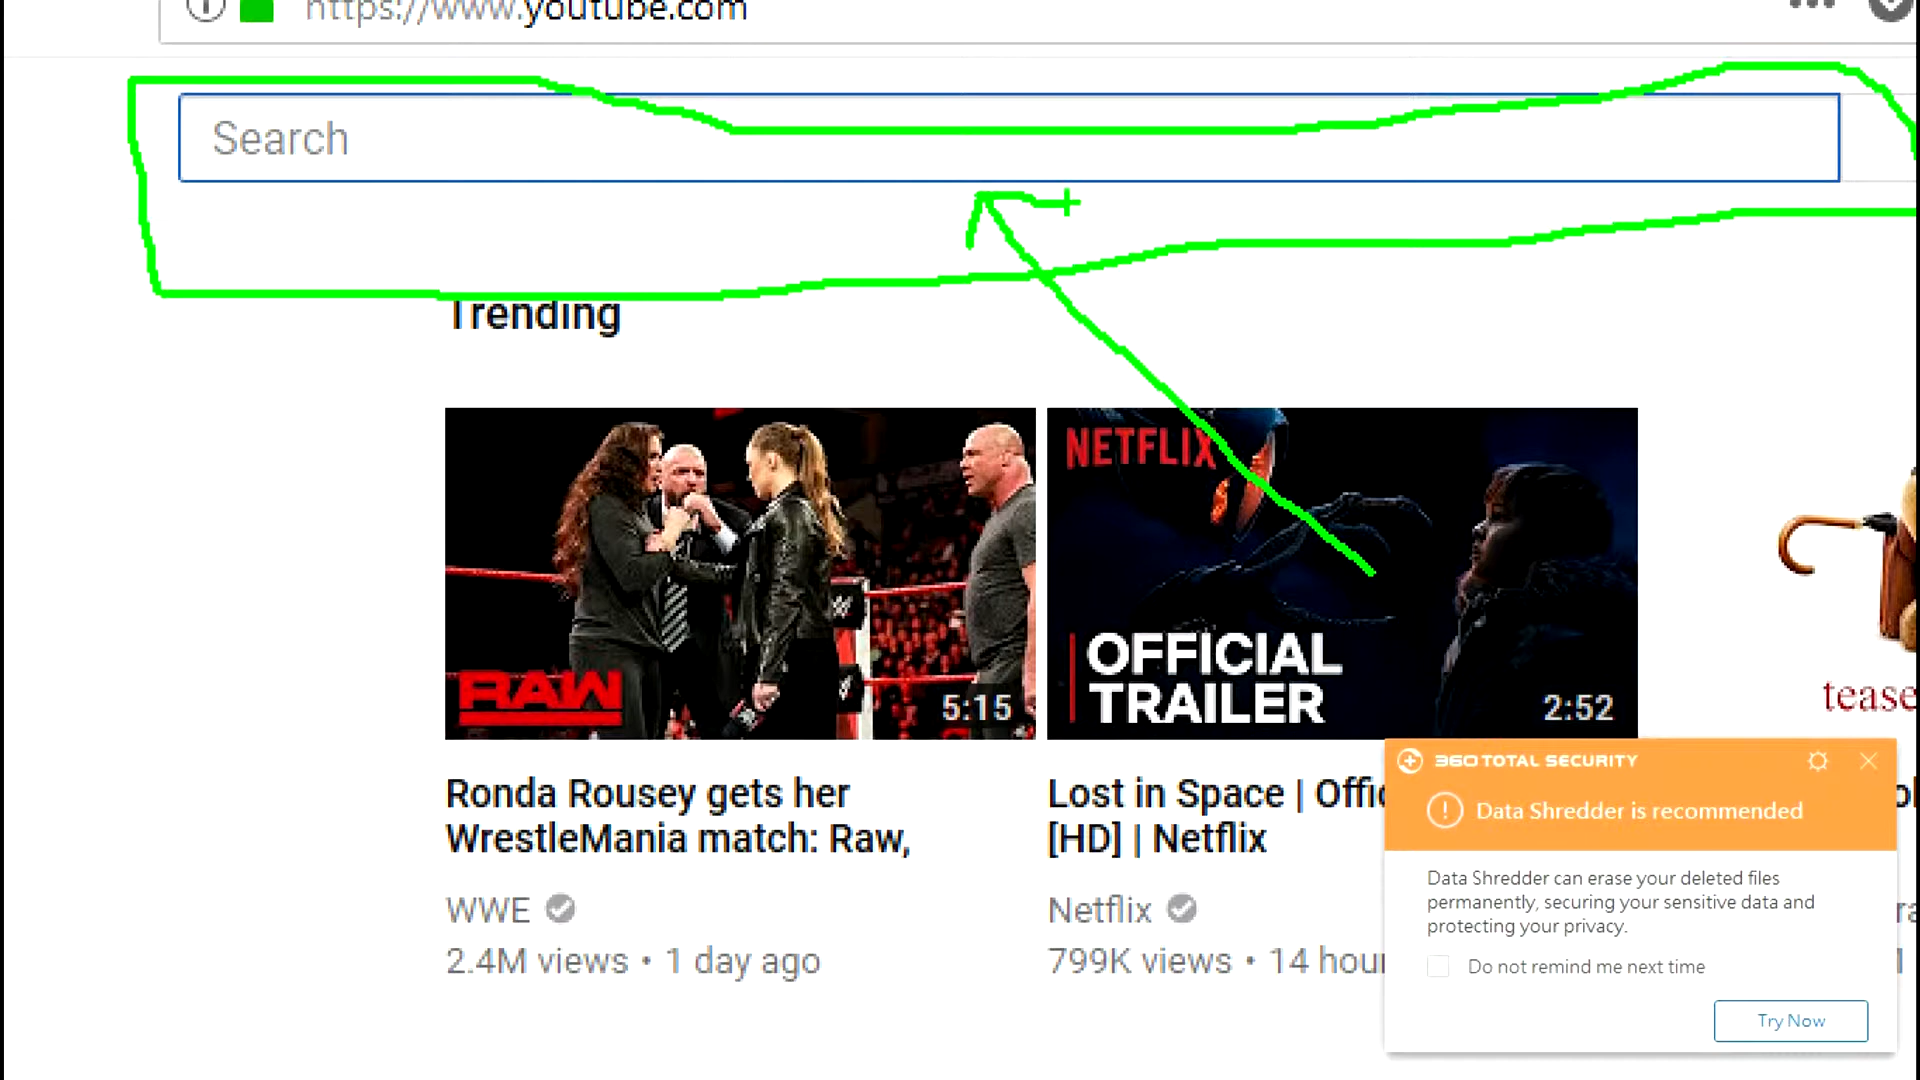 https://www.youtube.com
Search
Trending
NETFLIX
OFFICIAL
TRAILER
RAW
5:15
2:52
tease
Ronda Rousey gets her
WrestleMania match: Raw,
WWE
2.4M views • 1 day ago
Lost in Space | Offic
[HD] | Netflix
Netflix
799K views • 14 hour
360 TOTAL SECURITY
Data Shredder is recommended
Data Shredder can erase your deleted files
permanently, securing your sensitive data and
protecting your privacy.
Do not remind me next time
Try Now